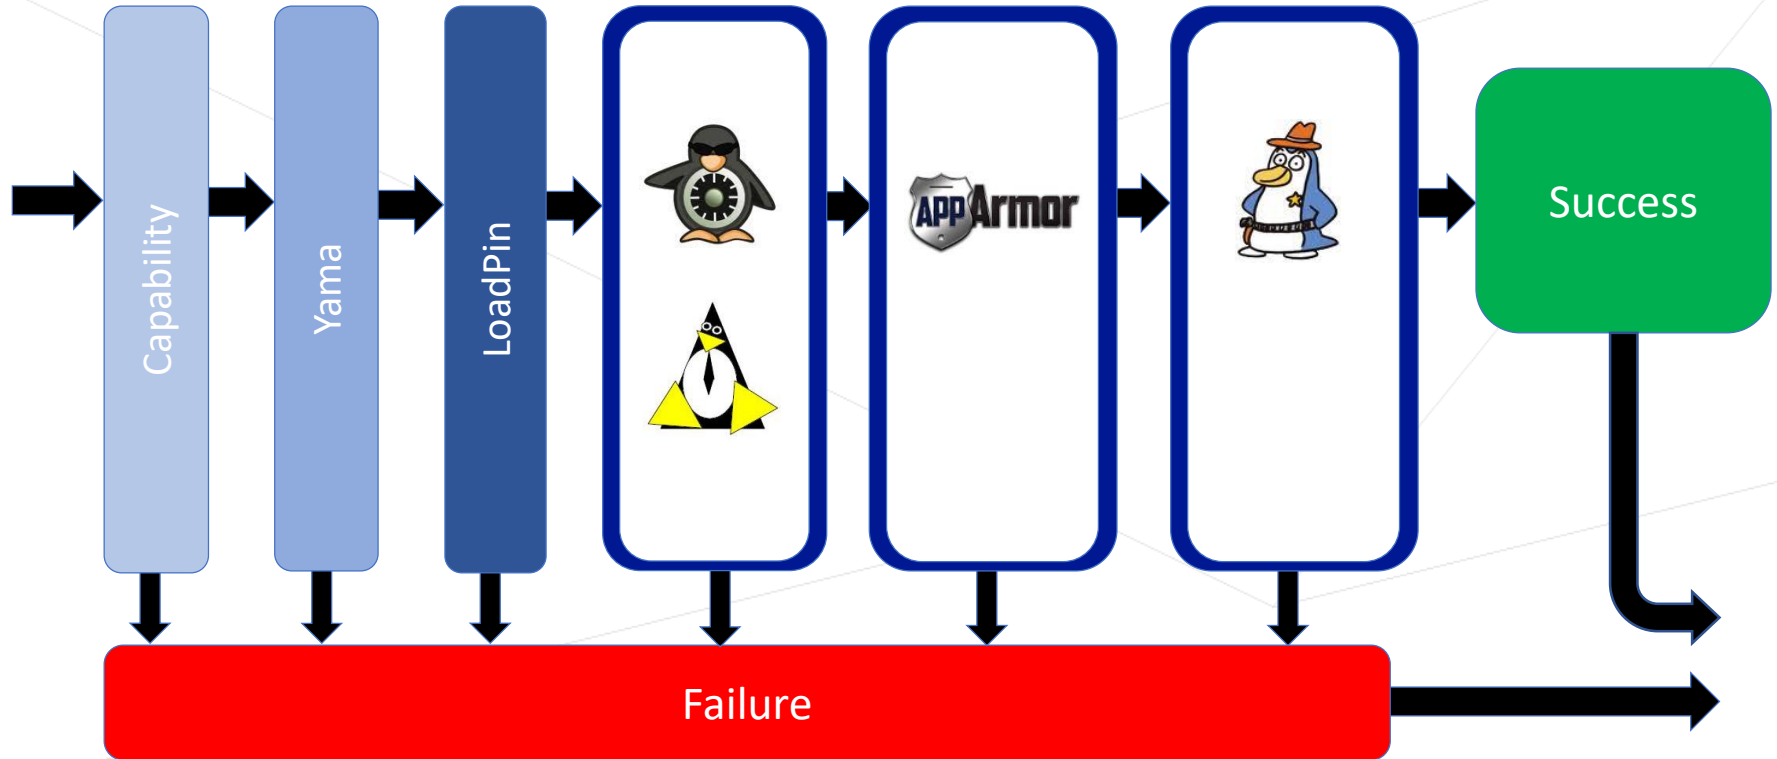 Capability
Yama
LoadPin
APPArmor
Success
Failure